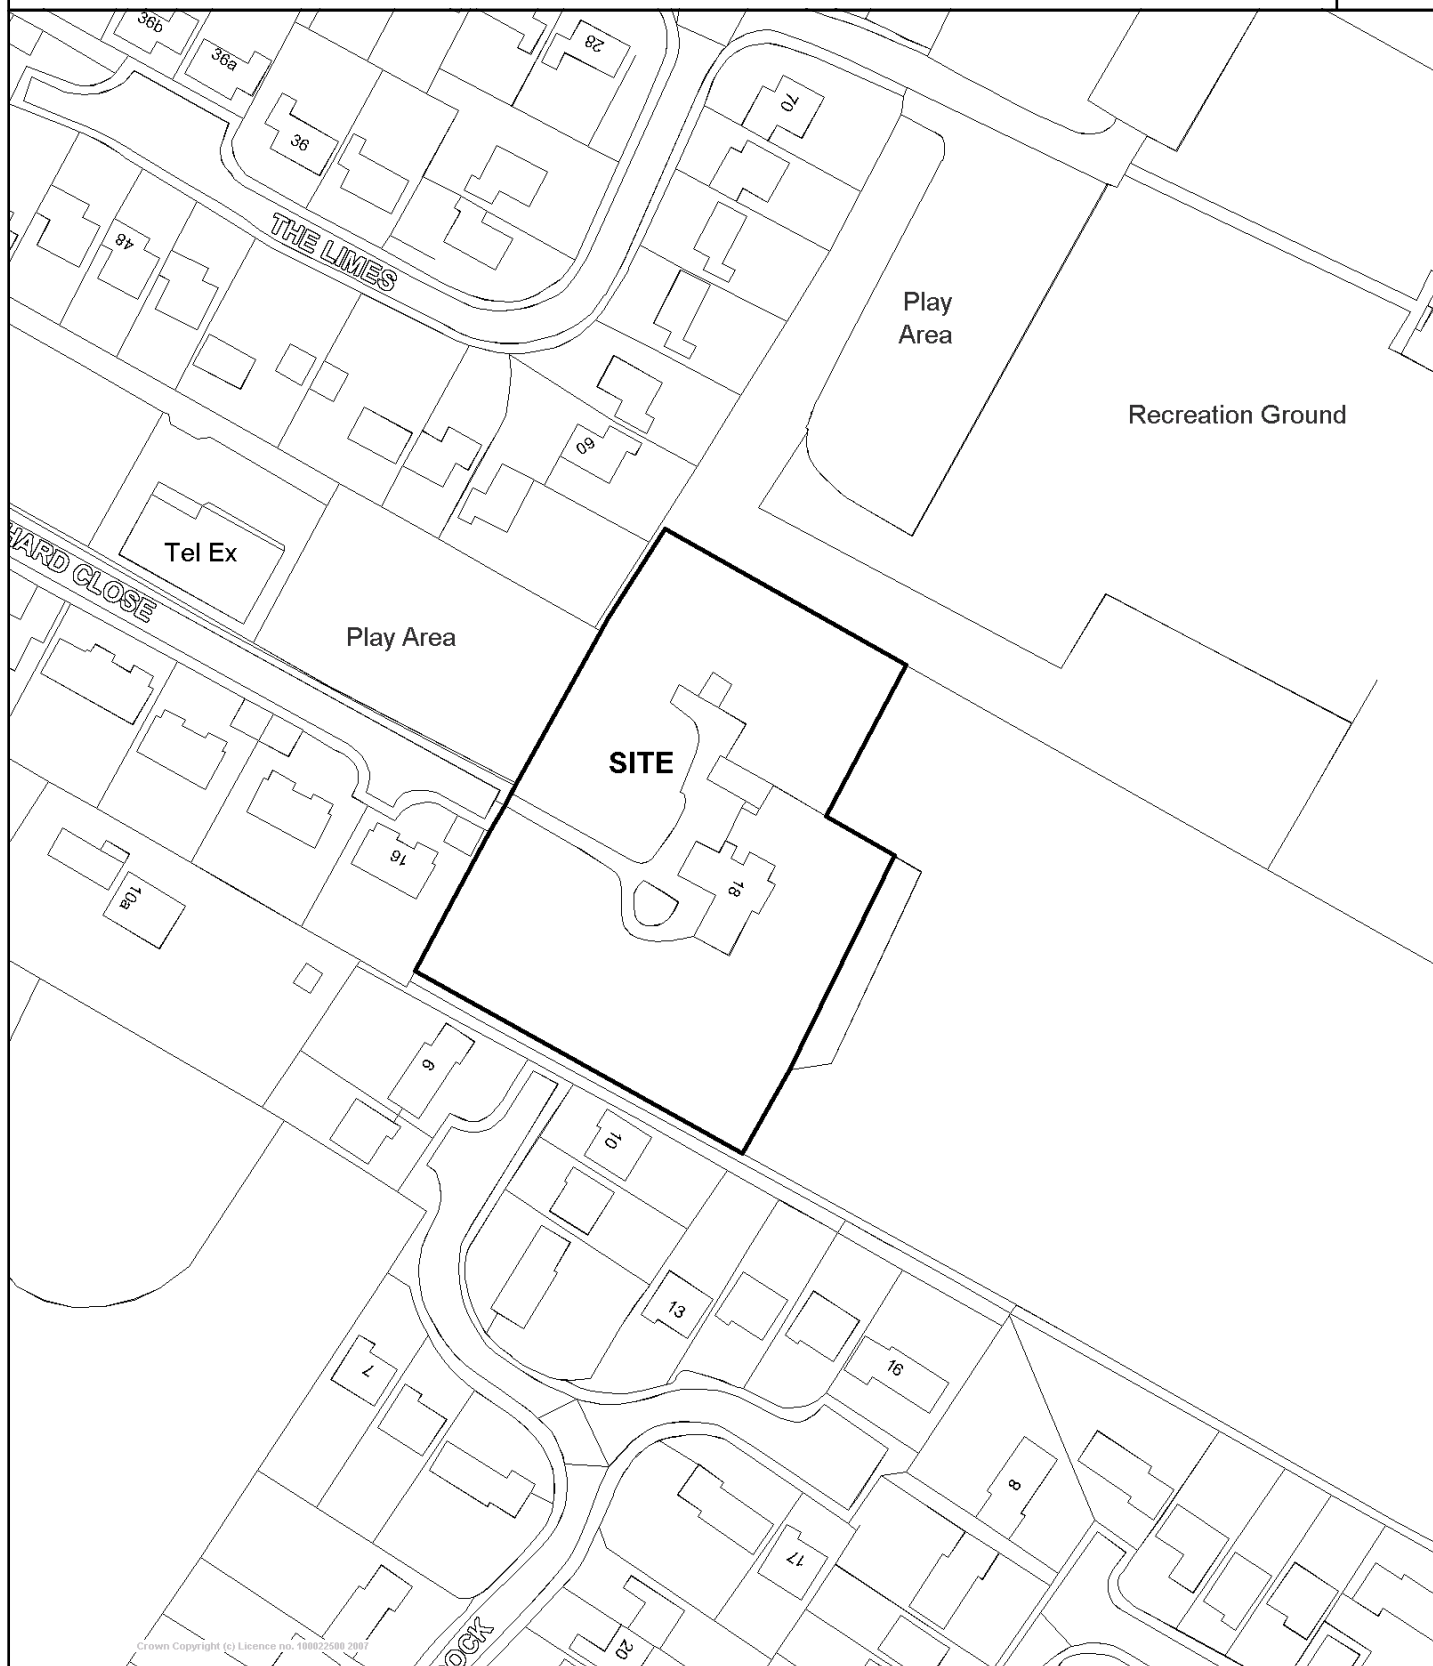 36b
36a
28
36
70
THE LIMES
48
Play
Area
Recreation Ground
60
Tel Ex
HARD CLOSE
Play Area
SITE
16
18
10a
6
10
13
16
7
8
17
20
OCK
Crown Copyright (c) Licence no. 100022500 2007